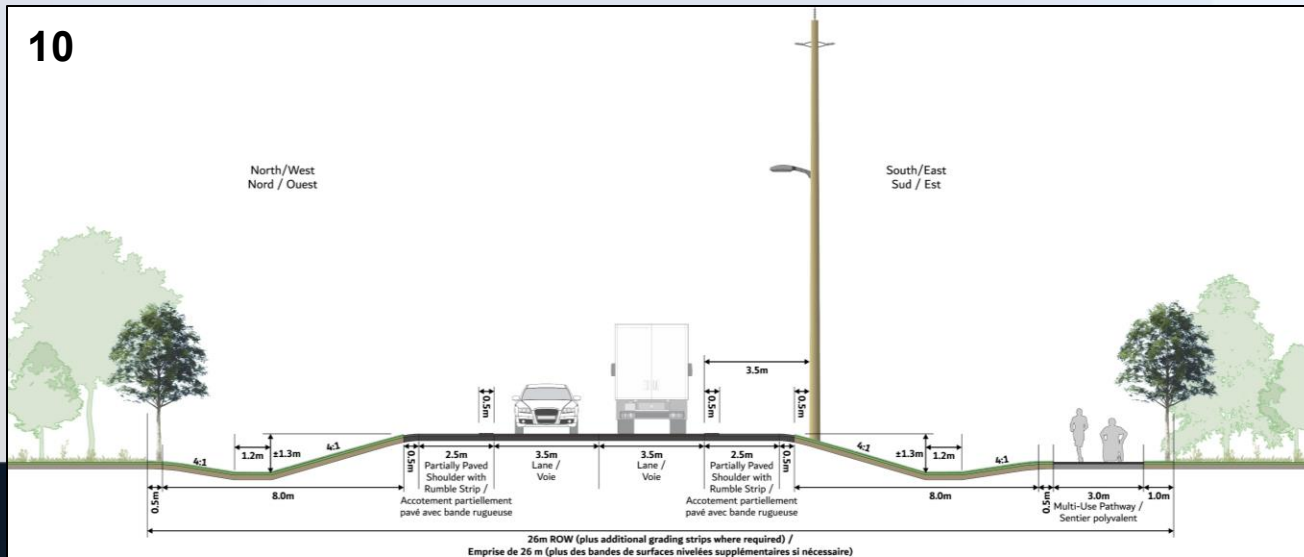 10
North/West
Nord / Ouest
South/East
Sud / Est
3.5m
0.5m
0.5m
0.5m
4:1
1.2m
±1.3m
4:1
4:1
±1.3m
1.2m
4:1
0.5m
8.0m
0.5m
2.5m
Partially Paved
Shoulder with
Rumble Strip /
Accotement partiellement
pavé avec bande rugueuse
3.5m
Lane /
Voie
3.5m
Lane /
Voie
2.5m
Partially Paved
Shoulder with
Rumble Strip /
Accotement partiellement
pavé avec bande rugueuse
0.5m
8.0m
0.5m
3.0m
Multi-Use Pathway /
Sentier polyvalent
1.0m
26m ROW (plus additional grading strips where required) /
Emprise de 26 m (plus des bandes de surfaces nivelées supplémentaires si nécessaire)